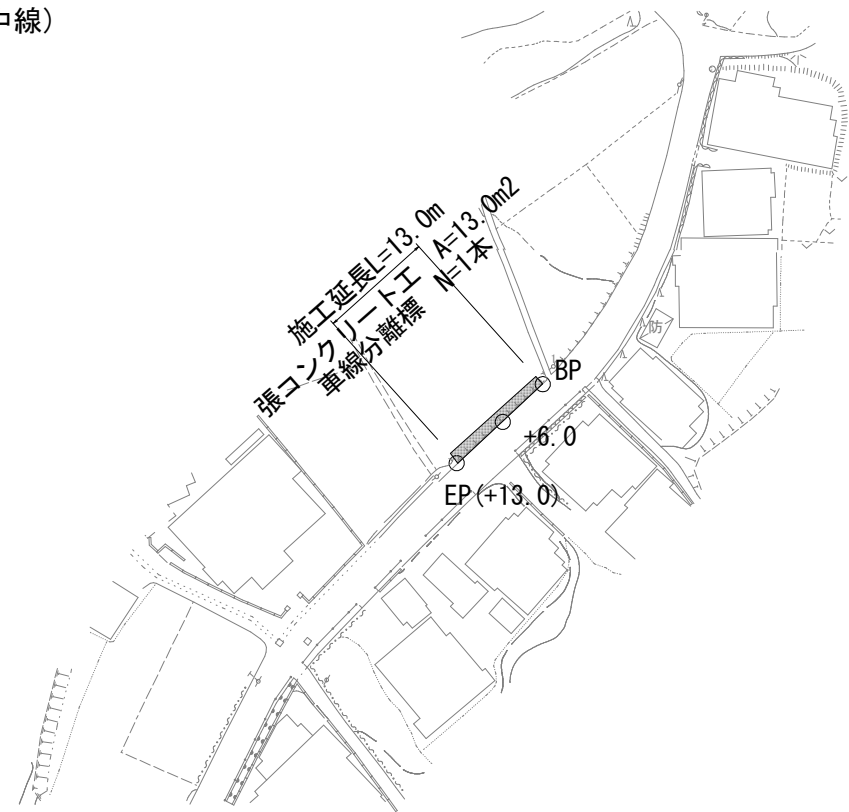 中線)
施工延長L=13.0m
張コンクリート工 A=13.0m2
車線分離標 N=1本
BP
+6.0
EP(+13.0)
防